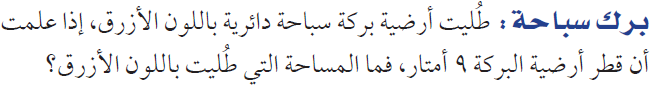 برك سباحة : طُليت أرضية بركة سباحة دائرية باللون الأزرق، إذا علمت
أن قطر أرضية البركة ٩ أمتار، فما المساحة التي طُليت باللون الأزرق؟